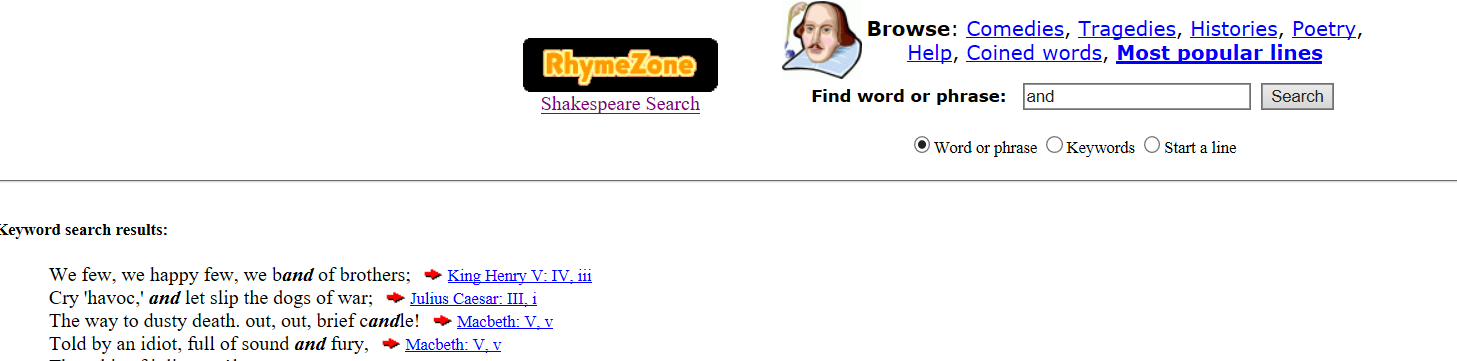 RhymeZone
Shakespeare Search
Browse: Comedies, Tragedies, Histories, Poetry,
Help, Coined words, Most popular lines
Find word or phrase: and Search
Word or phrase Keywords Start a line
Keyword search results:
We few, we happy few, we band of brothers; King Henry V: IV, iii
Cry 'havoc,' and let slip the dogs of war; Julius Caesar: III, i
The way to dusty death. out, out, brief candle! Macbeth: V, v
Told by an idiot, full of sound and fury, Macbeth: V, v